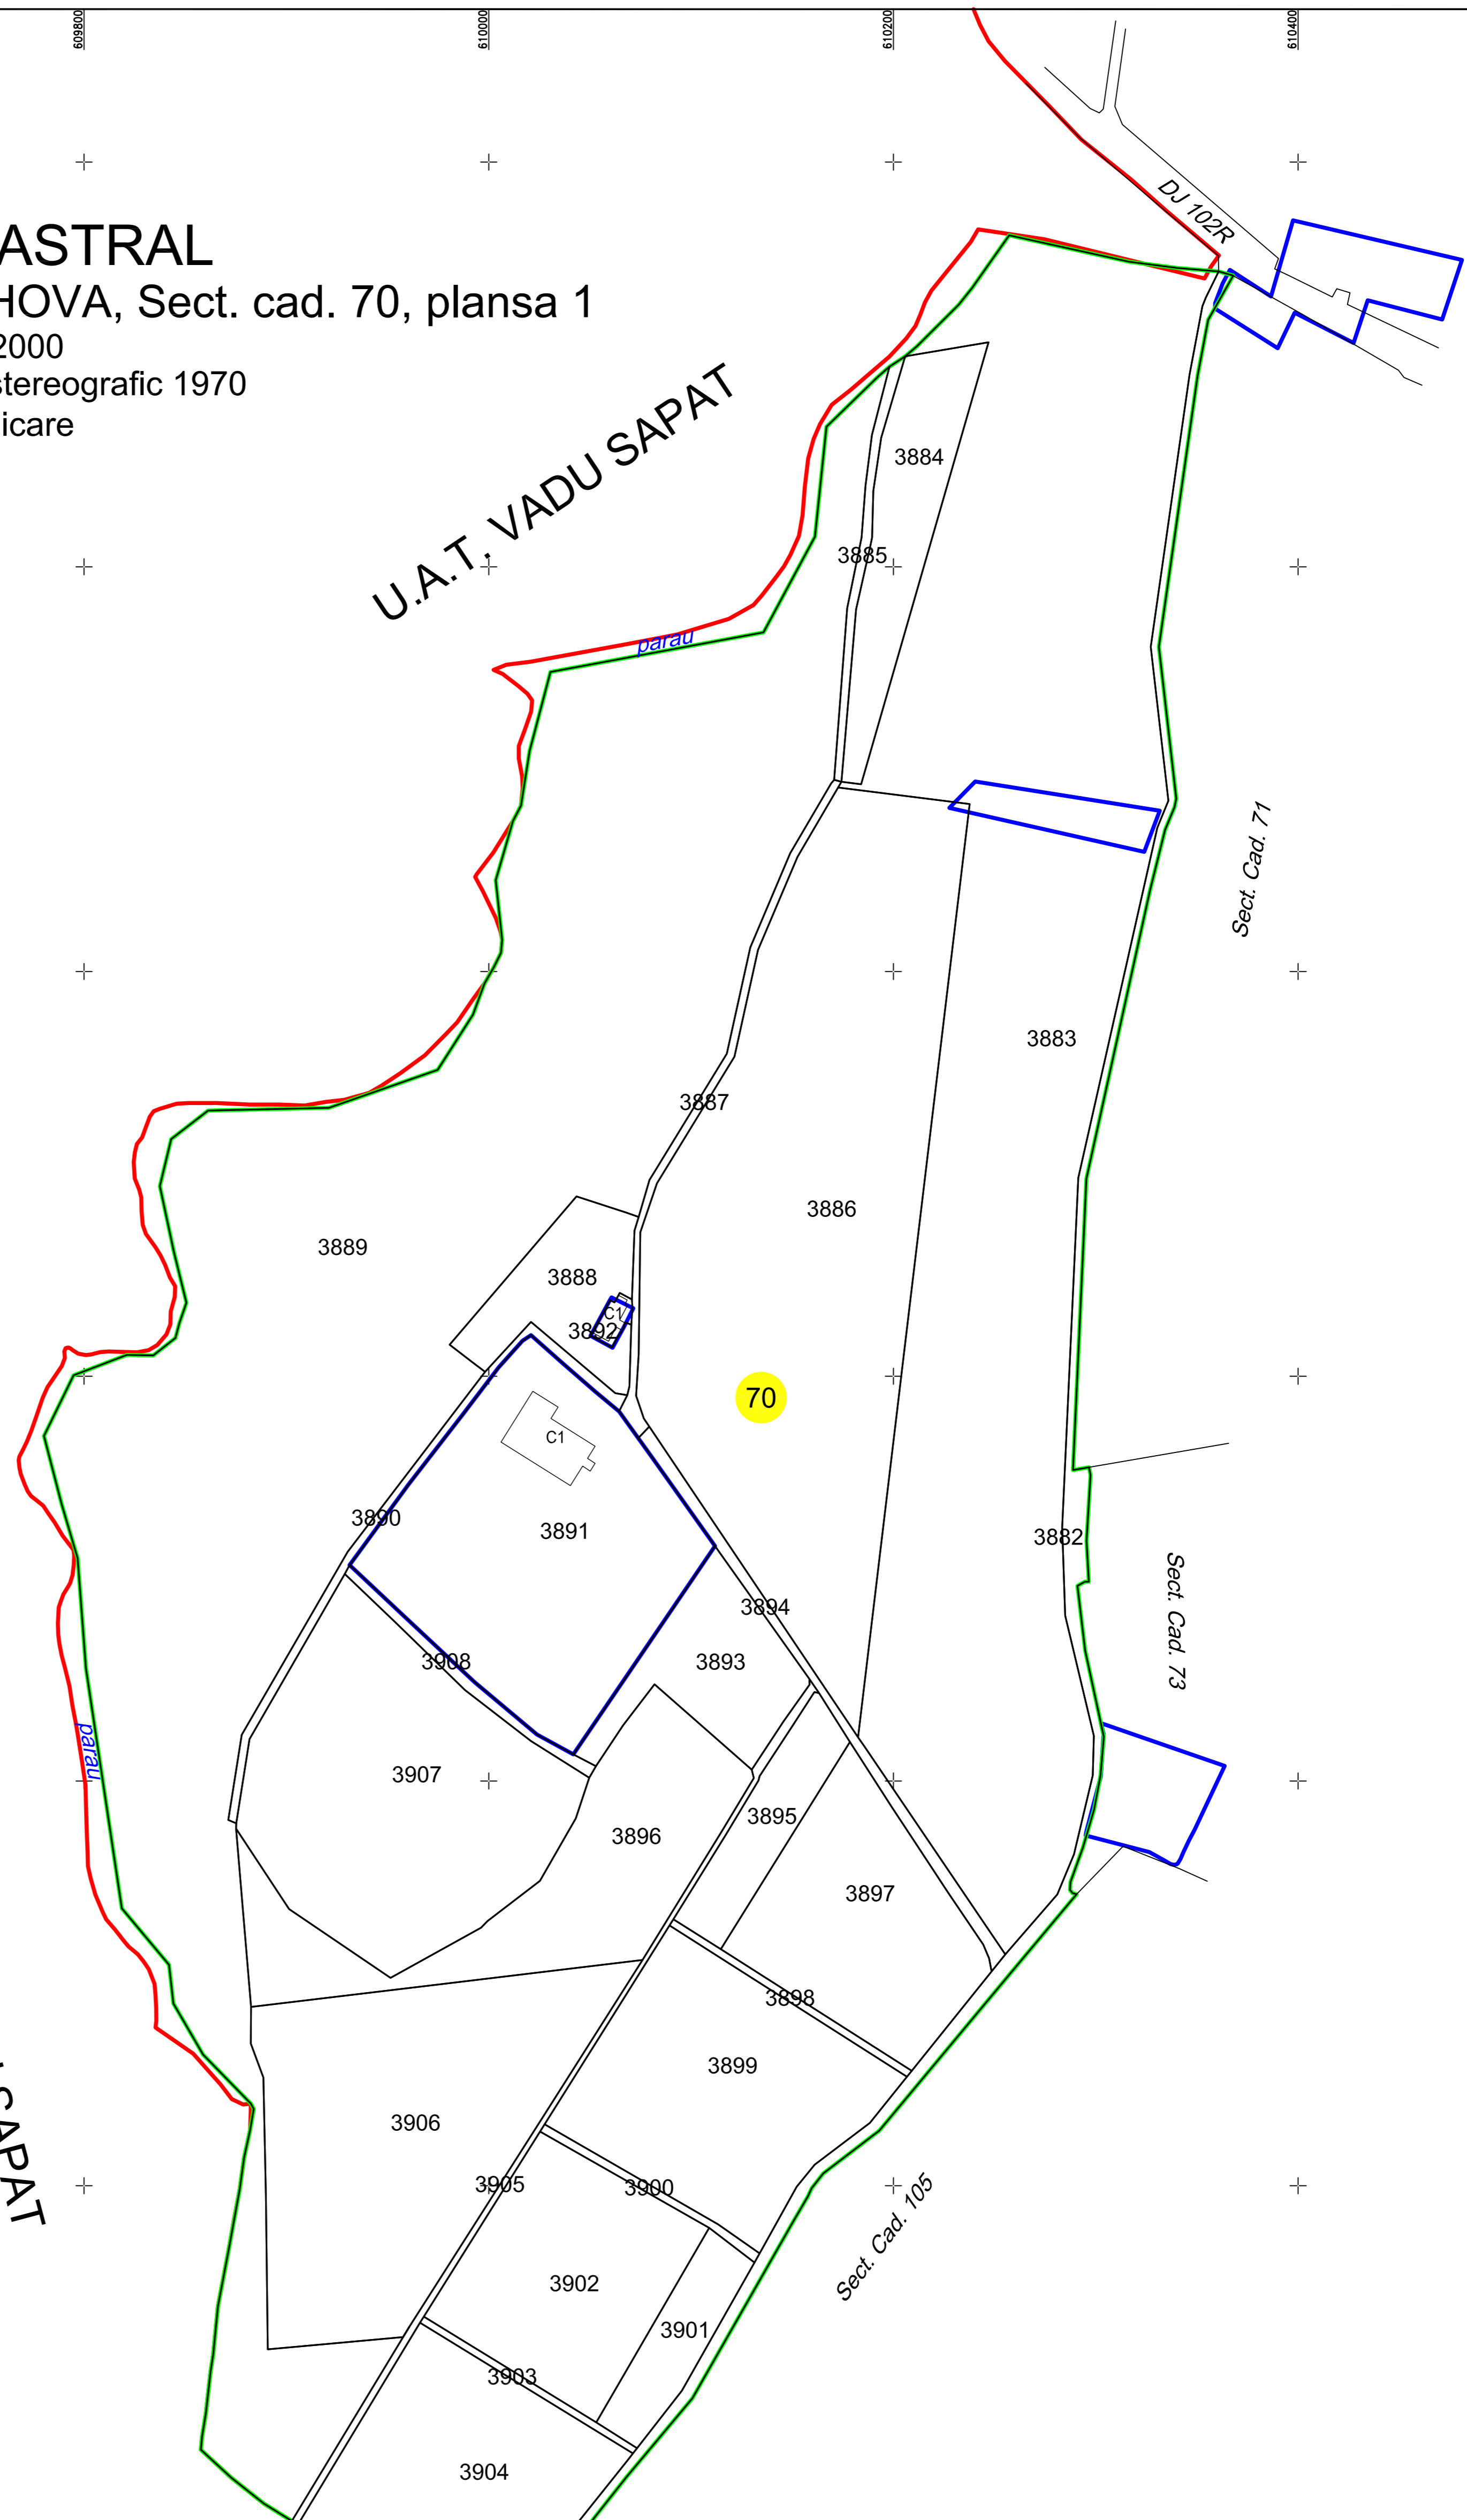 609800
610000
610200
610400
DJ 102R
ASTRAL
HOVA, Sect. cad. 70, plansa 1
2000
stereografic 1970
icare
U.A.T. VADU SAPAT
3884
3885
parau
Sect. Cad. 71
3883
3887
3886
3889
3888
C1
3892
70
C1
3890
3891
3882
Sect. Cad. 73
3894
3893
3908
parau
3907
3895
3896
3897
3898
3899
SAPAT
3906
3905
3900
Sect. Cad. 105
3902
3901
3903
3904